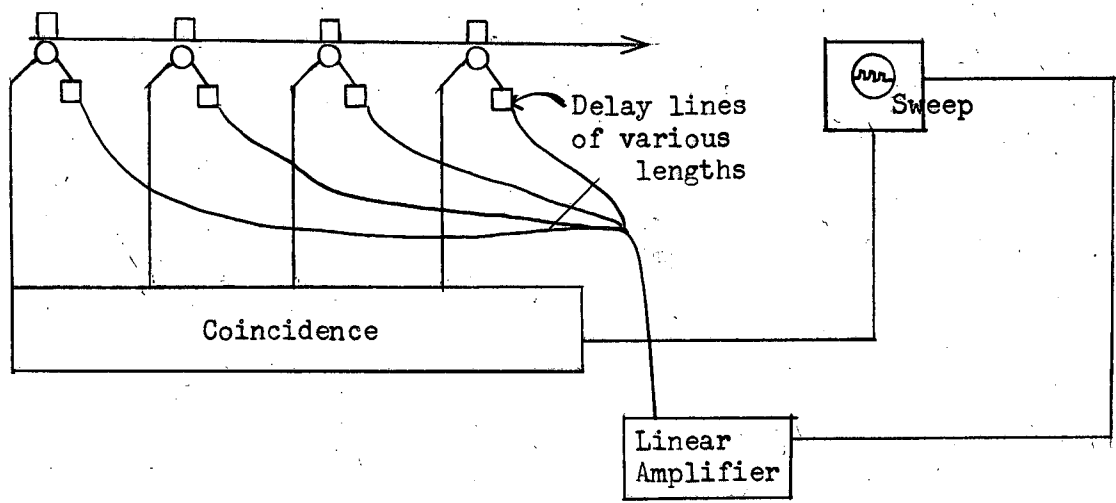 Delay lines
of various
lengths
Sweep
Coincidence
Linear
Amplifier